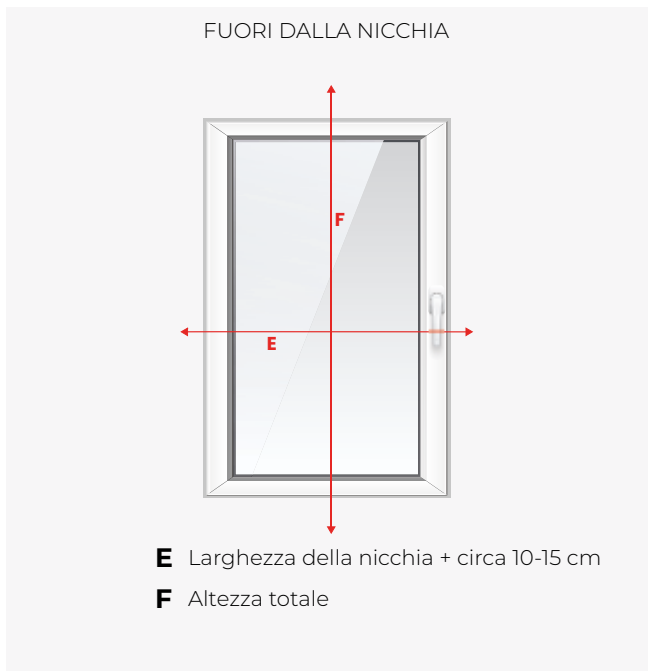 FUORI DALLA NICCHIA
F
E
E Larghezza della nicchia + circa 10-15 cm
F Altezza totale